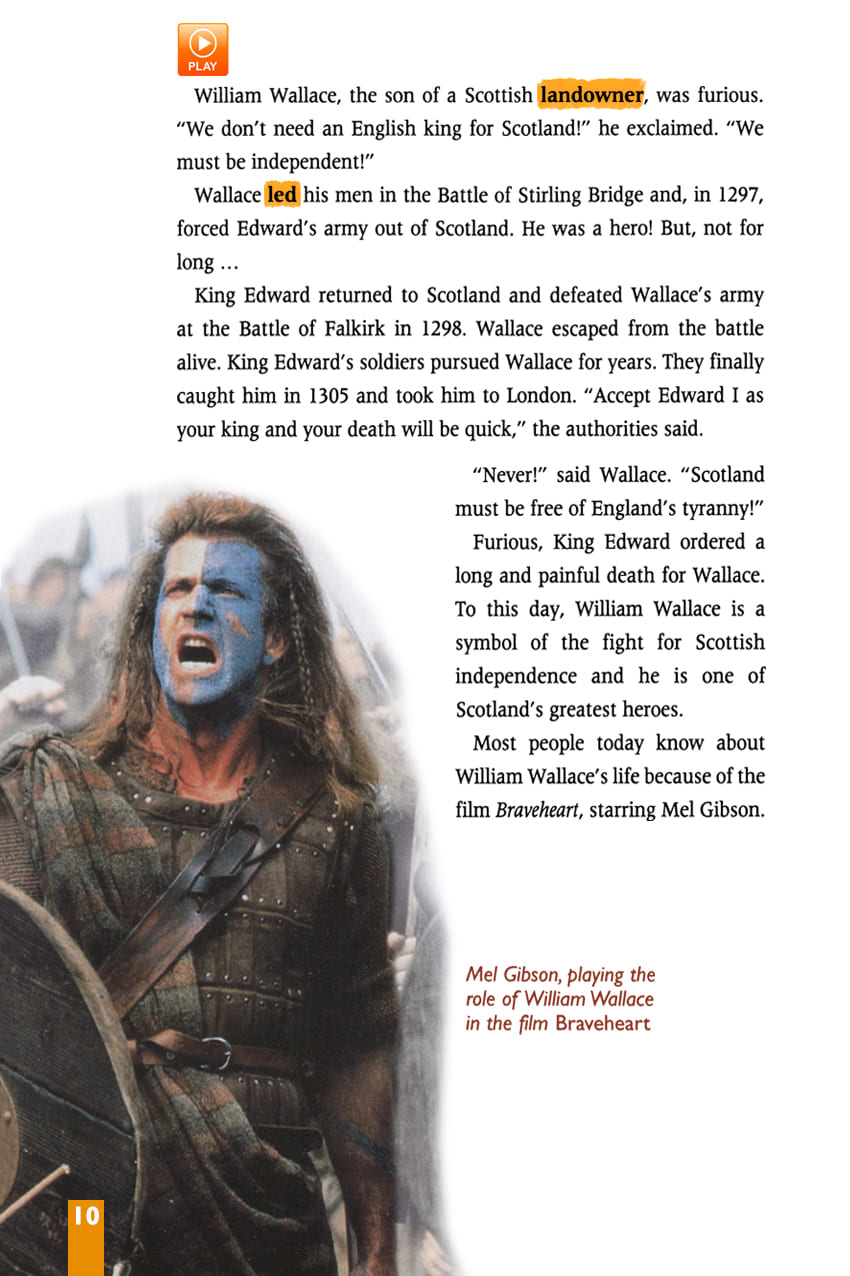 PLAY
William Wallace, the son of a Scottish landowner, was furious.
“We don’t need an English king for Scotland!” he exclaimed. “We
must be independent!”
Wallace led his men in the Battle of Stirling Bridge and, in 1297,
forced Edward’s army out of Scotland. He was a hero! But, not for
long …
King Edward returned to Scotland and defeated Wallace’s army
at the Battle of Falkirk in 1298. Wallace escaped from the battle
alive. King Edward’s soldiers pursued Wallace for years. They finally
caught him in 1305 and took him to London. “Accept Edward I as
your king and your death will be quick,” the authorities said.
“Never!” said Wallace. “Scotland
must be free of England’s tyranny!”
Furious, King Edward ordered a
long and painful death for Wallace.
To this day, William Wallace is a
symbol of the fight for Scottish
independence and he is one of
Scotland’s greatest heroes.
Most people today know about
William Wallace’s life because of the
film Braveheart, starring Mel Gibson.
Mel Gibson, playing the
role of William Wallace
in the film Braveheart
10